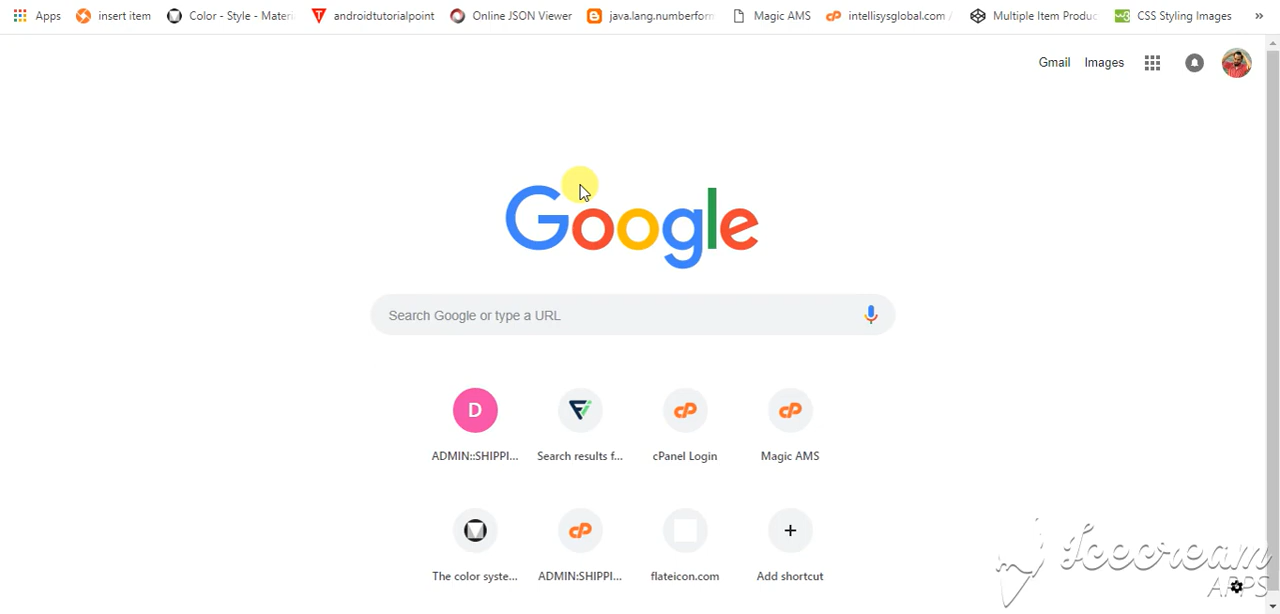 Apps insert item Color - Style - Materi androidtutorialpoint Online JSON Viewer java.lang.numberform Magic AMS intellisysglobal.com / Multiple Item Produc CSS Styling Images »
Gmail Images
Google
Search Google or type a URL
D
ADMIN::SHIPPI... Search results f... cPanel Login Magic AMS
The color syste... ADMIN:SHIPPI... flateicon.com Add shortcut
Icecream
APPS